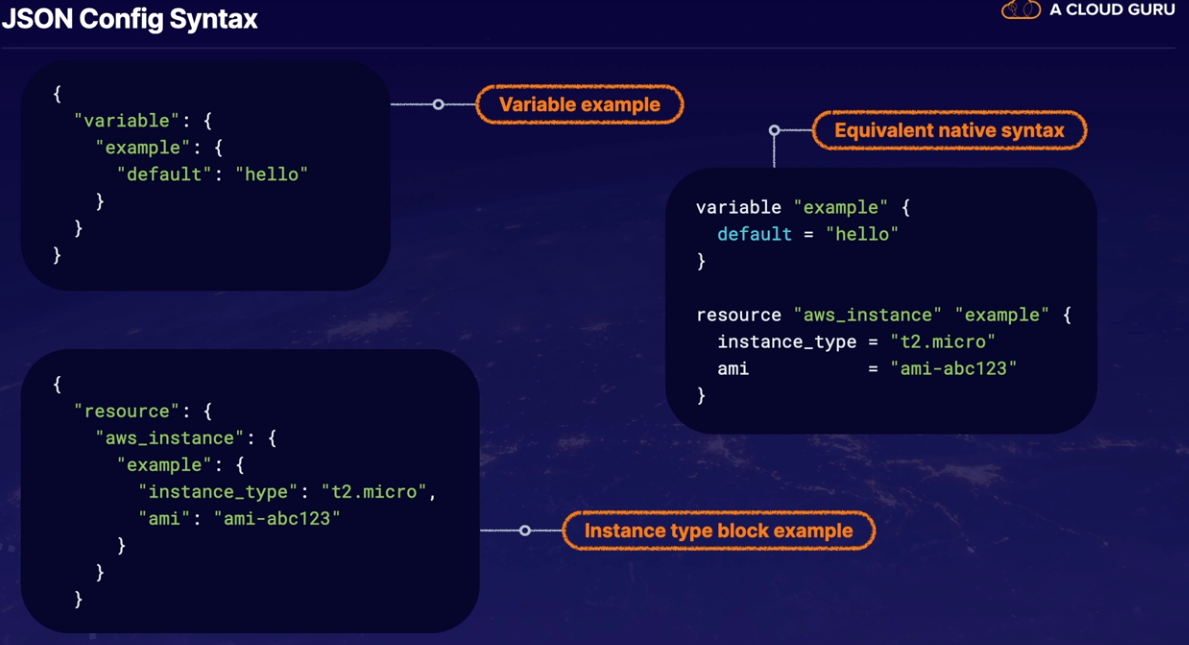 JSON Config Syntax
A CLOUD GURU
{
  "variable": {
    "example": {
      "default": "hello"
    }
  }
}
Variable example
Equivalent native syntax
variable "example" {
  default = "hello"
}
resource "aws_instance" "example" {
  instance_type = "t2.micro"
  ami           = "ami-abc123"
}
{
  "resource": {
    "aws_instance": {
      "example": {
        "instance_type": "t2.micro",
        "ami": "ami-abc123"
      }
    }
  }
Instance type block example